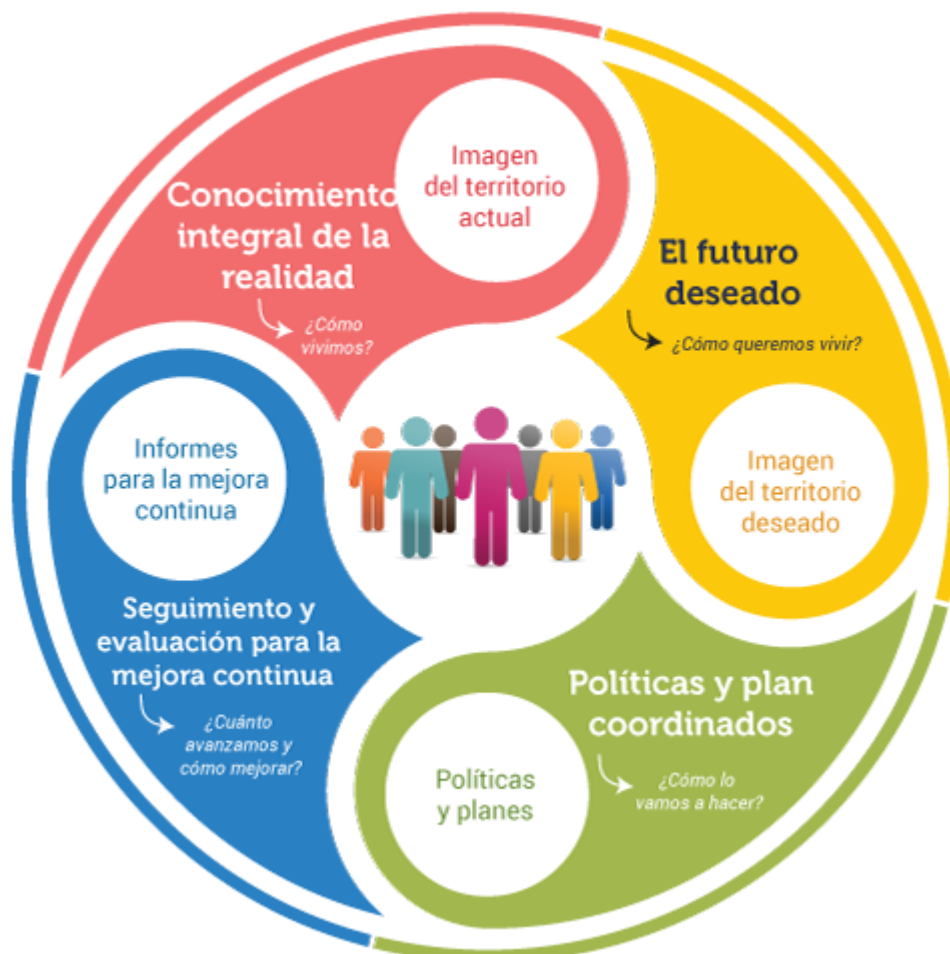 Conocimiento
integral de la
realidad
¿Cómo
vivimos?
Imagen
del territorio
actual
El futuro
deseado
¿Cómo queremos vivir?
Imagen
del territorio
deseado
Políticas y plan
coordinados
¿Cómo lo
vamos a hacer?
Políticas
y planes
Seguimiento y
evaluación para la
mejora continua
¿Cuánto
avanzamos y
cómo mejorar?
Informes
para la mejora
continua